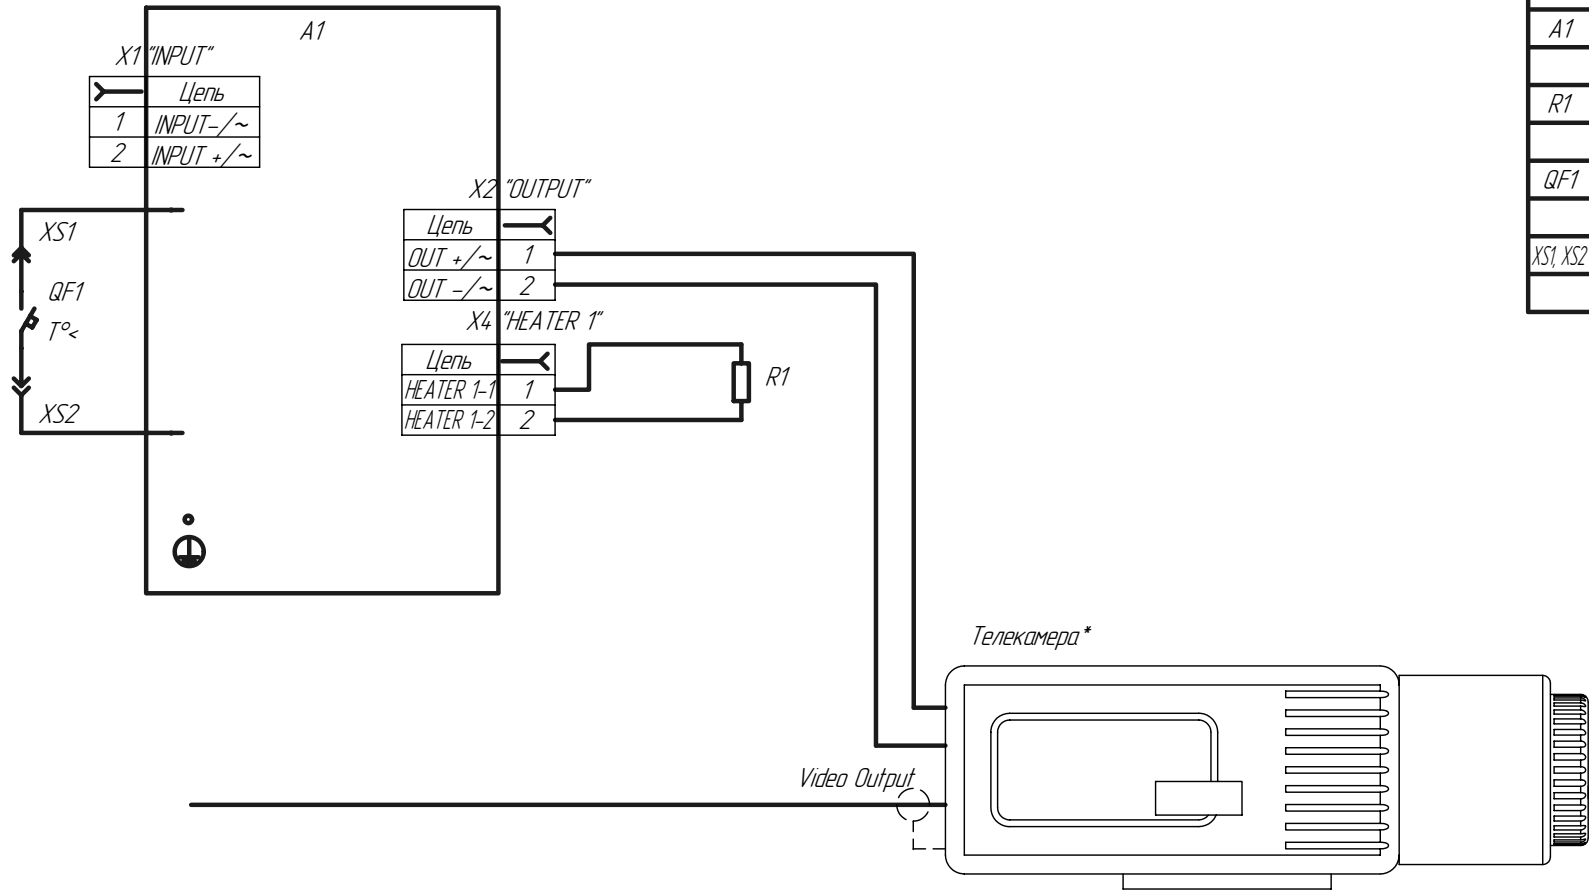 A1
X1 "INPUT"
Цепь
1 INPUT-/~
2 INPUT +/~
XS1
QF1
T°<
XS2
X2 "OUTPUT"
Цепь
OUT +/~ 1
OUT -/~ 2
X4 "HEATER 1"
Цепь
HEATER 1-1 1
HEATER 1-2 2
R1
Телекамера*
Video Output
A1
R1
QF1
XS1, XS2